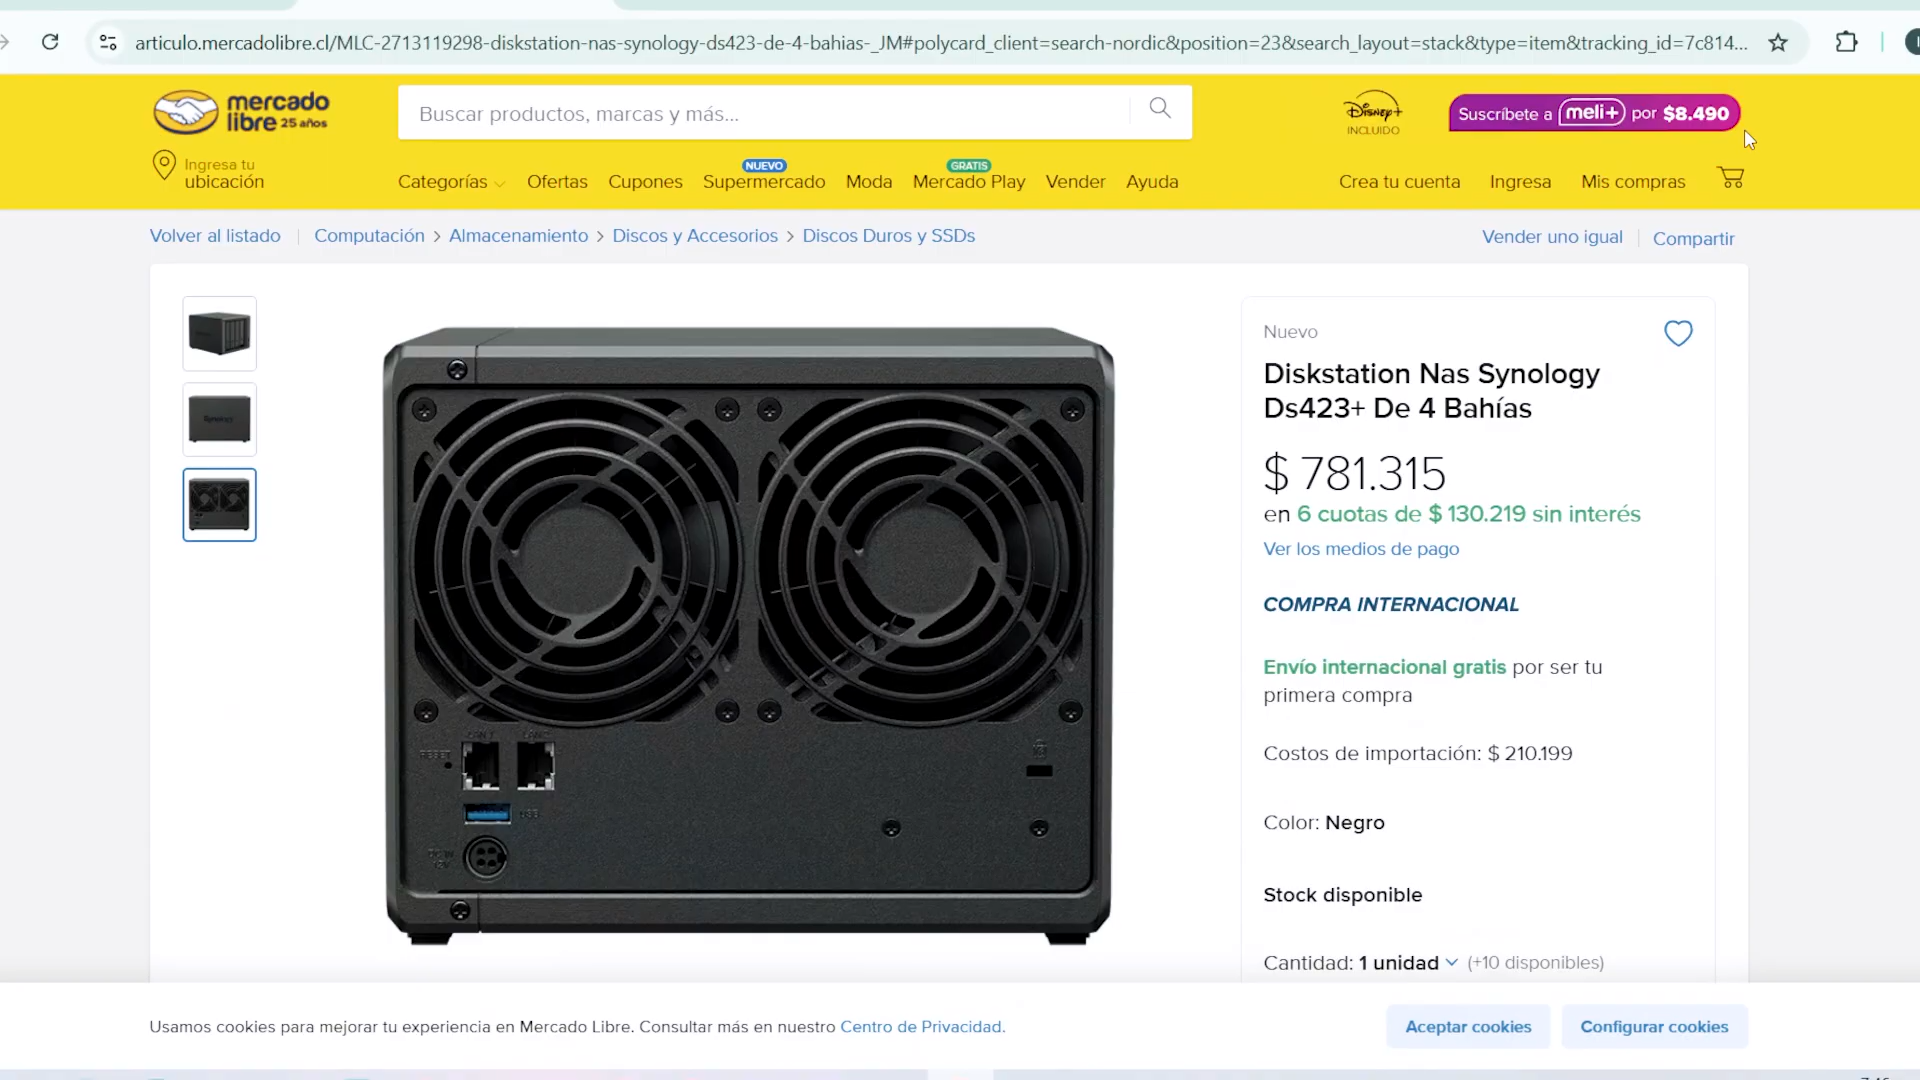 articulo.mercadolibre.cl/MLC-2713119298-diskstation-nas-synology-ds423-de-4-bahias-_JM#polycard_client=search-nordic&position=23&search_layout=stack&type=item&tracking_id=7c814...
mercado
libre 25 años
Buscar productos, marcas y más...
Disney+
INCLUIDO
Suscríbete a meli+ por $8.490
Ingresa tu
ubicación
NUEVO
GRATIS
Categorías Ofertas Cupones Supermercado Moda Mercado Play Vender Ayuda
Crea tu cuenta Ingresa Mis compras
Volver al listado Computación > Almacenamiento > Discos y Accesorios > Discos Duros y SSDs
Vender uno igual Compartir
Nuevo
Diskstation Nas Synology
Ds423+ De 4 Bahías
$ 781.315
en 6 cuotas de $ 130.219 sin interés
Ver los medios de pago
COMPRA INTERNACIONAL
Envío internacional gratis por ser tu
primera compra
Costos de importación: $ 210.199
Color: Negro
Stock disponible
Cantidad: 1 unidad (+10 disponibles)
RESET
Usamos cookies para mejorar tu experiencia en Mercado Libre. Consultar más en nuestro Centro de Privacidad.
Aceptar cookies
Configurar cookies